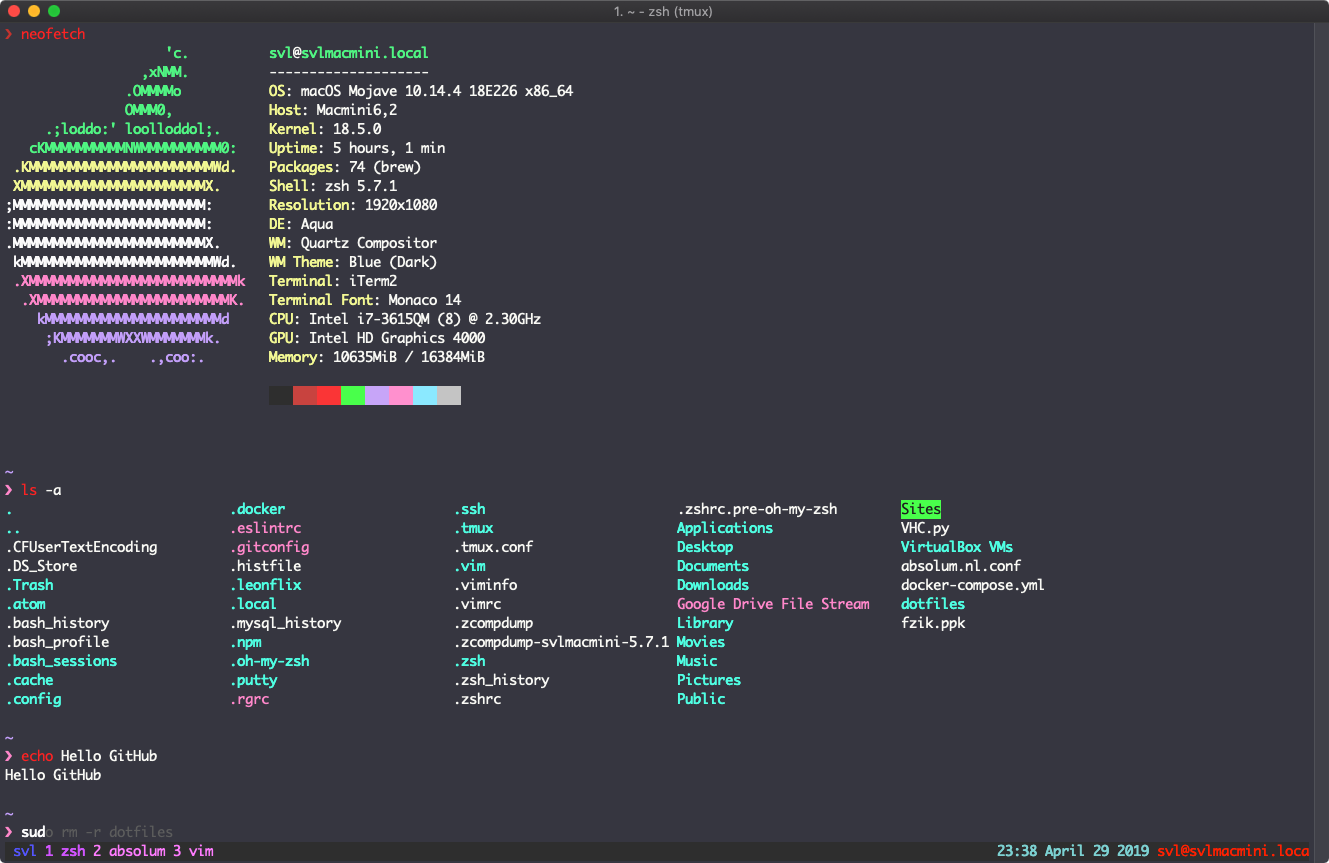 1. ~ - zsh (tmux)
❯ neofetch
'c.          svl@svlmacmini.local
,xNMM.       --------------------
.OMMMMo      OS: macOS Mojave 10.14.4 18E226 x86_64
OMMM0,       Host: Macmini6,2
.;loddo:' loolloddol;.   Kernel: 18.5.0
cKMMMMMMMMMMNWMMMMMMMMMM0:   Uptime: 5 hours, 1 min
.KMMMMMMMMMMMMMMMMMMMMMMMWd.   Packages: 74 (brew)
XMMMMMMMMMMMMMMMMMMMMMMMX.   Shell: zsh 5.7.1
;MMMMMMMMMMMMMMMMMMMMMMMM:   Resolution: 1920x1080
:MMMMMMMMMMMMMMMMMMMMMMMM:   DE: Aqua
.MMMMMMMMMMMMMMMMMMMMMMMMX.   WM: Quartz Compositor
kMMMMMMMMMMMMMMMMMMMMMMMMWd.   WM Theme: Blue (Dark)
.XMMMMMMMMMMMMMMMMMMMMMMMMMMk   Terminal: iTerm2
.XMMMMMMMMMMMMMMMMMMMMMMMMK.   Terminal Font: Monaco 14
kMMMMMMMMMMMMMMMMMMMMMMd   CPU: Intel i7-3615QM (8) @ 2.30GHz
;KMMMMMMMWXXWMMMMMMMk.   GPU: Intel HD Graphics 4000
.cooc,.    .,coo:.   Memory: 10635MiB / 16384MiB
~
❯ ls -a
.   .docker   .ssh   .zshrc.pre-oh-my-zsh   Sites
..   .eslintrc   .tmux   Applications   VHC.py
.CFUserTextEncoding   .gitconfig   .tmux.conf   Desktop   VirtualBox VMs
.DS_Store   .histfile   .vim   Documents   absolum.nl.conf
.Trash   .leonflix   .viminfo   Downloads   docker-compose.yml
.atom   .local   .vimrc   Google Drive File Stream   dotfiles
.bash_history   .mysql_history   .zcompdump   Library   fzik.ppk
.bash_profile   .npm   .zcompdump-svlmacmini-5.7.1   Movies
.bash_sessions   .oh-my-zsh   .zsh   Music
.cache   .putty   .zsh_history   Pictures
.config   .rgrc   .zshrc   Public
~
❯ echo Hello GitHub
Hello GitHub
~
❯ sudo rm -r dotfiles
svl 1 zsh 2 absolum 3 vim   23:38 April 29 2019 svl@svlmacmini.loca